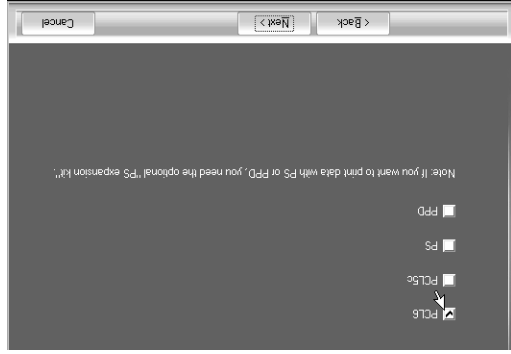 PCL6
PCL5c
PS
PPD
Note: If you want to print data with PS or PPD, you need the optional "PS expansion kit".
< Back
Next >
Cancel